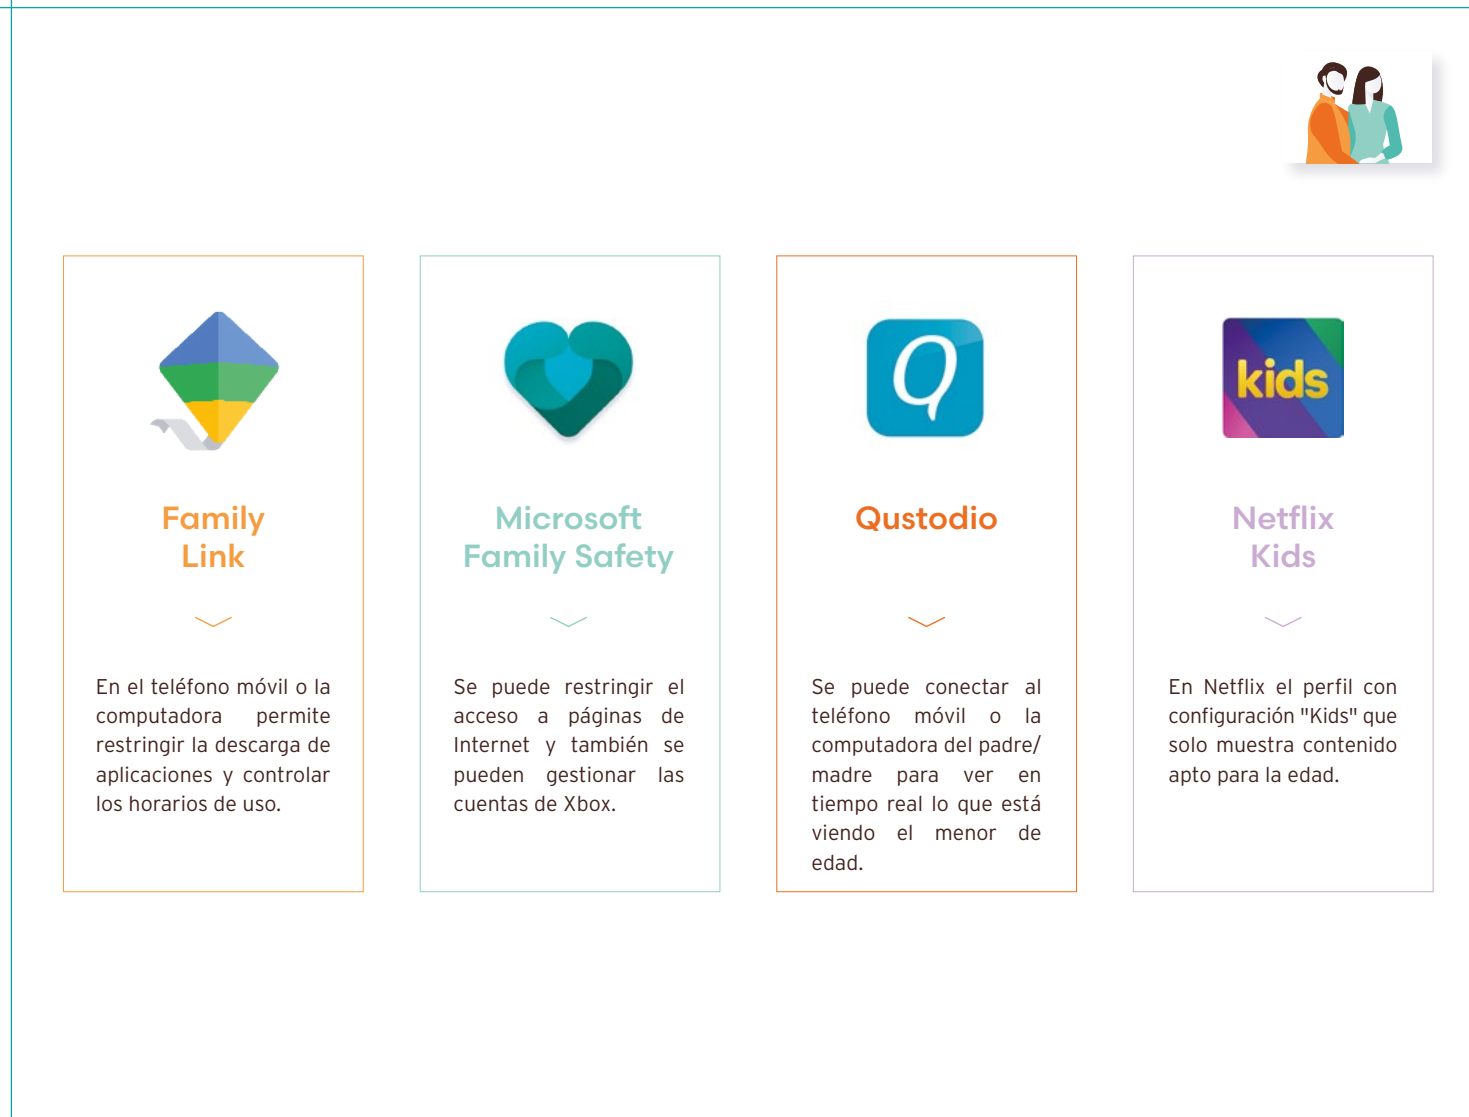 kids
Family
Link
En el teléfono móvil o la
computadora permite
restringir la descarga de
aplicaciones y controlar
los horarios de uso.
Microsoft
Family Safety
Se puede restringir el
acceso a páginas de
Internet y también se
pueden gestionar las
cuentas de Xbox.
Q
Qustodio
Se puede conectar al
teléfono móvil o la
computadora del padre/
madre para ver en
tiempo real lo que está
viendo el menor de
edad.
Netflix
Kids
En Netflix el perfil con
configuración "Kids" que
solo muestra contenido
apto para la edad.